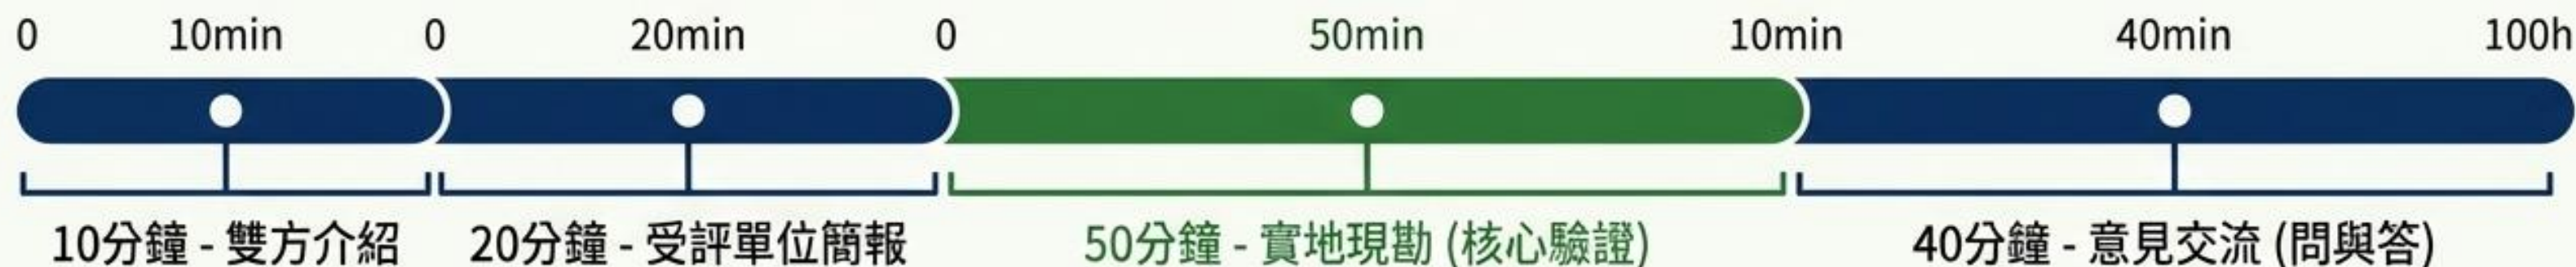 0 10min 0 20min 0 50min 10min 40min 100h
10分鐘 - 雙方介紹 20分鐘 - 受評單位簡報 50分鐘 - 實地現勘 (核心驗證) 40分鐘 - 意見交流 (問與答)